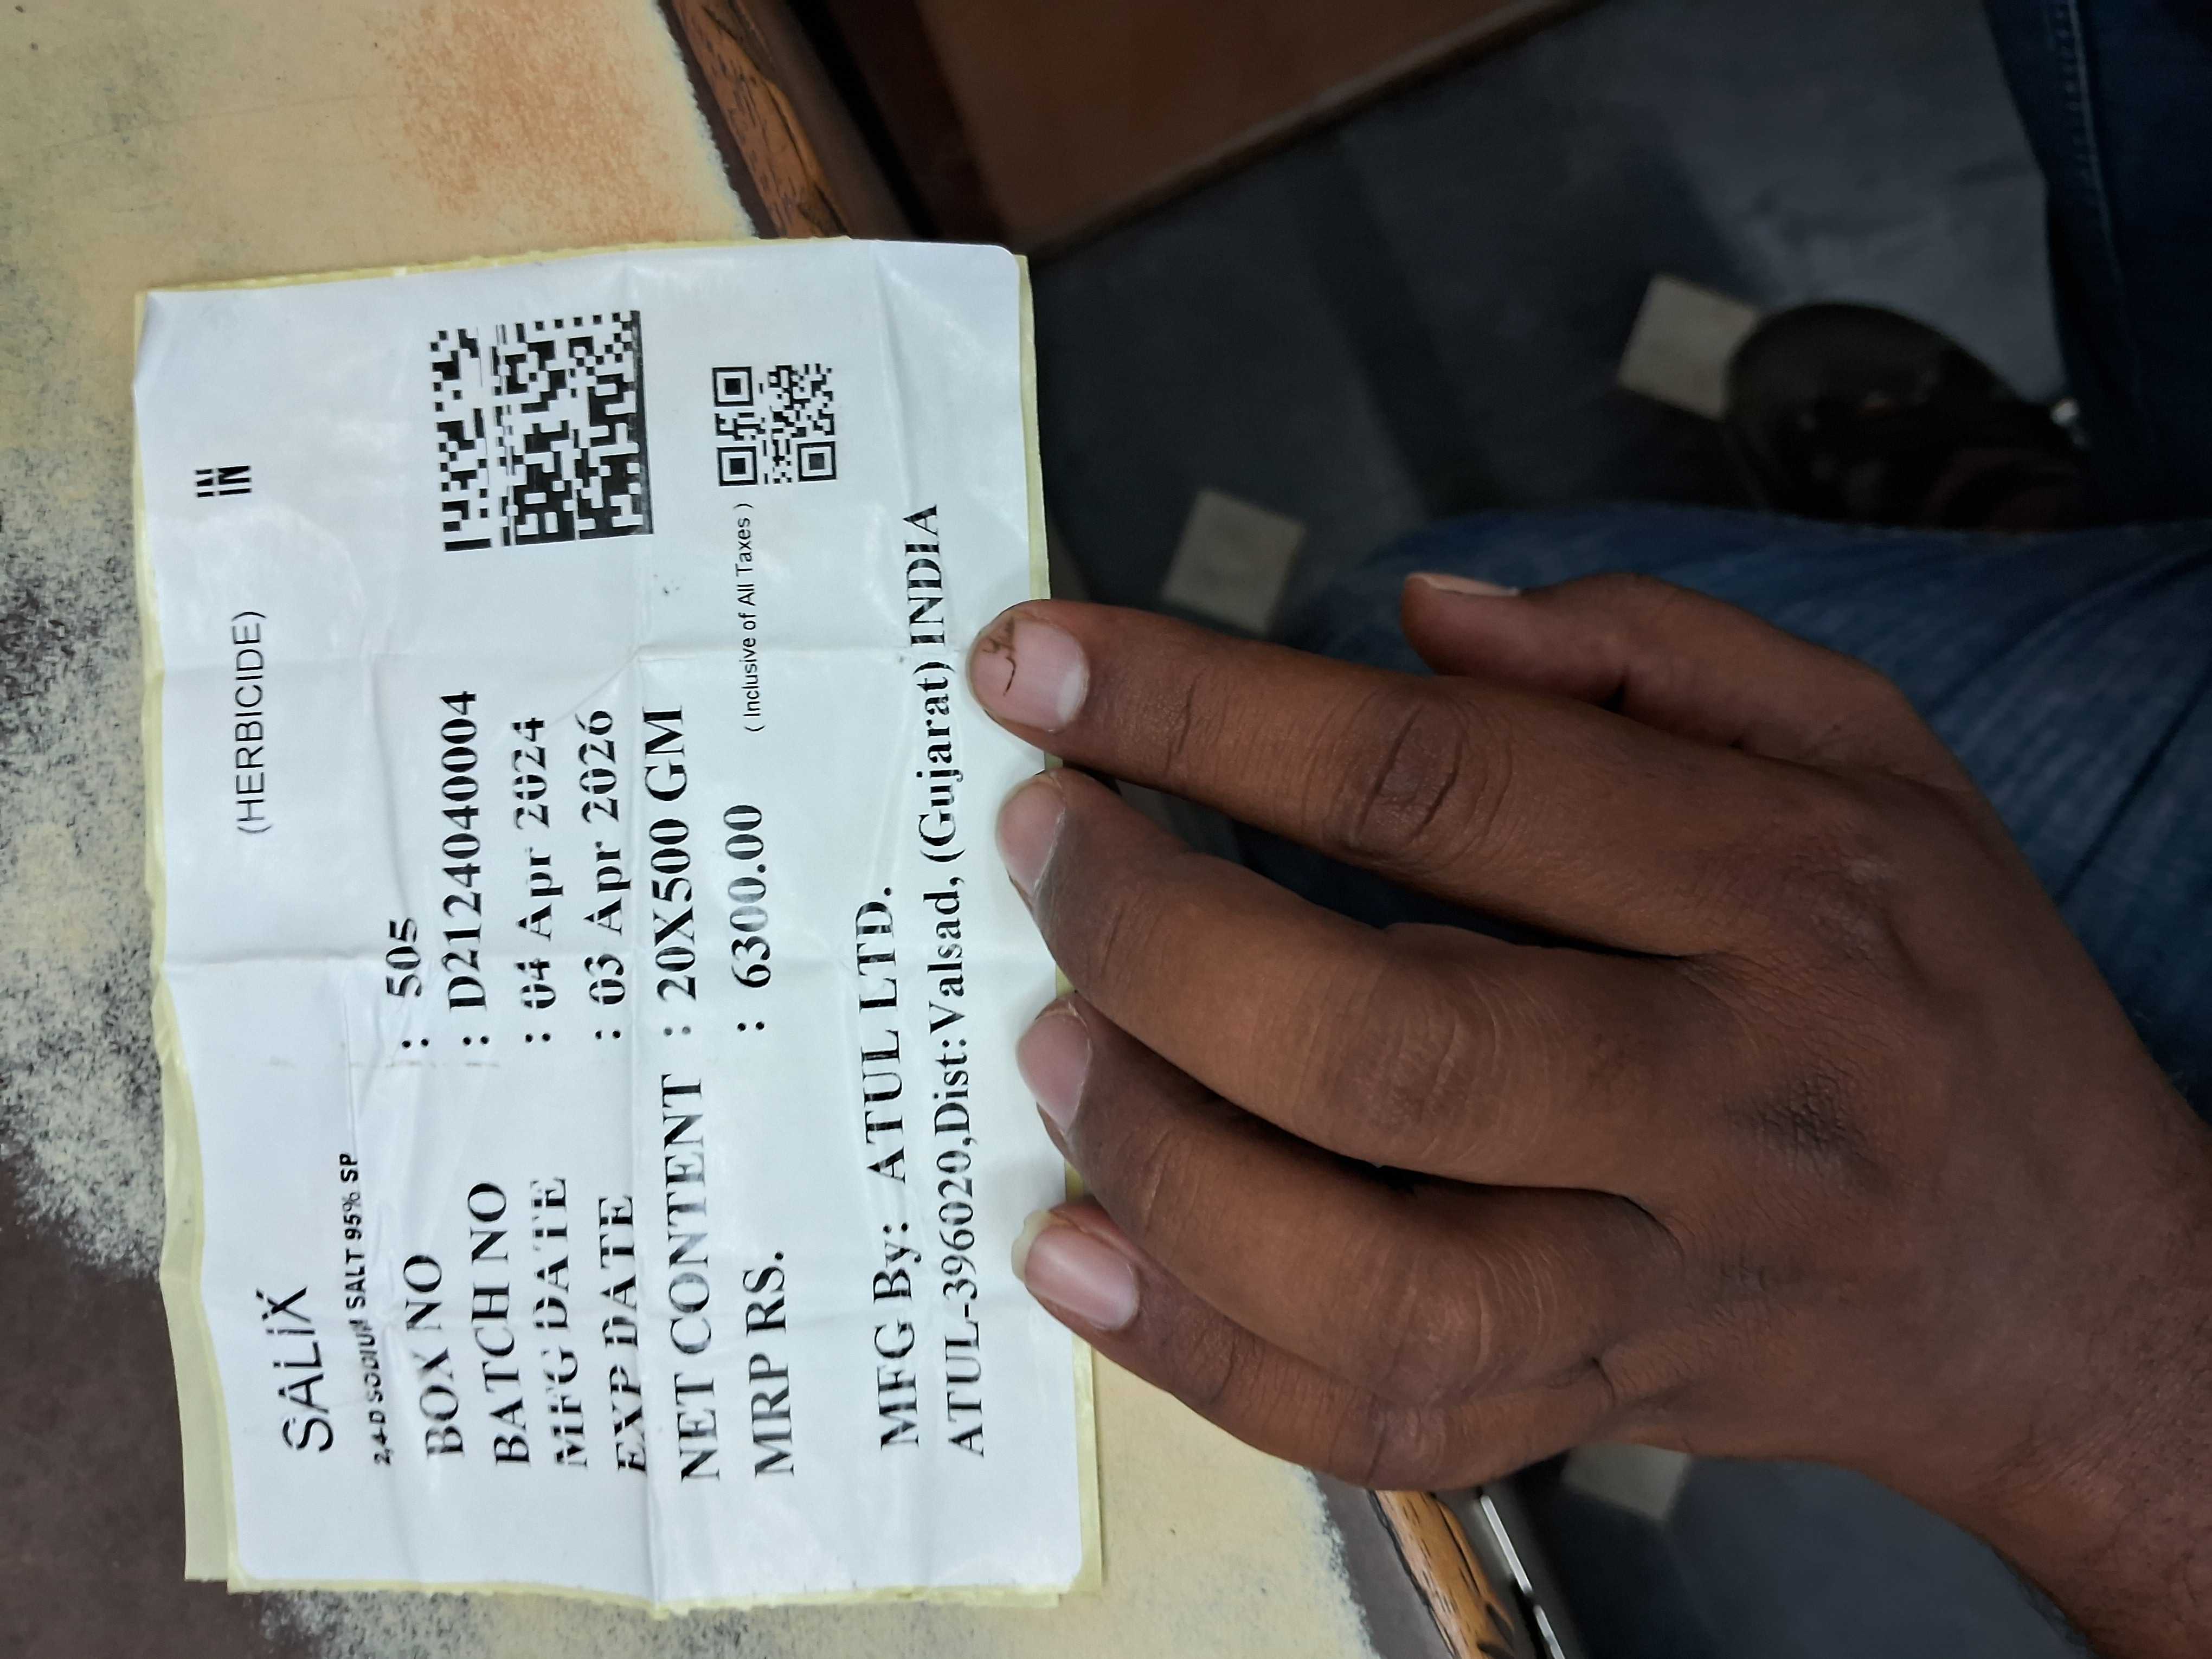 IN
SALIX (HERBICIDE)
2,4-D SODIUM SALT 95% SP
BOX NO : 505
BATCH NO : D2124040004
MFG DATE : 04 Apr 2024
EXP DATE : 03 Apr 2026
NET CONTENT : 20X500 GM
MRP RS. : 6300.00 ( Inclusive of All Taxes )
MFG By: ATUL LTD.
ATUL-396020,Dist: Valsad, (Gujarat) INDIA